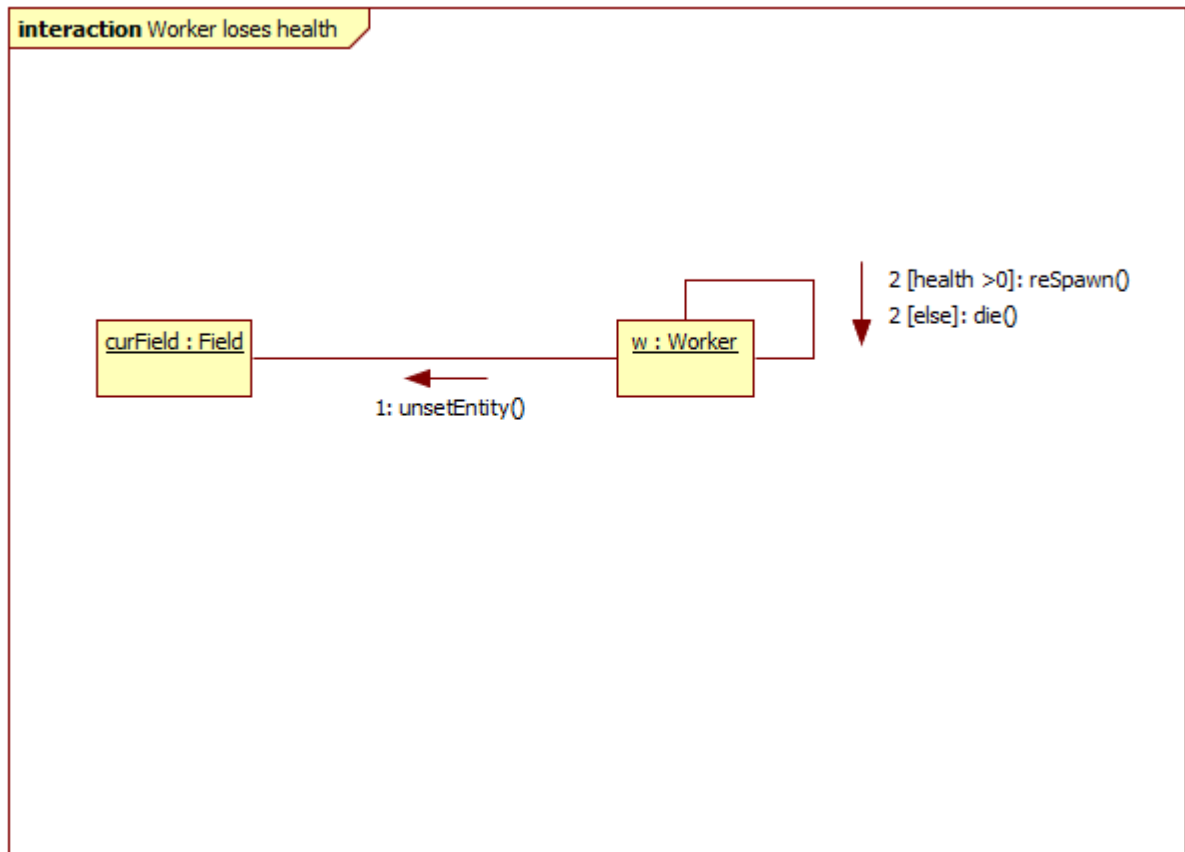 interaction Worker loses health
2 [health >0]: reSpawn()
2 [else]: die()
curField : Field
w : Worker
1: unsetEntity()